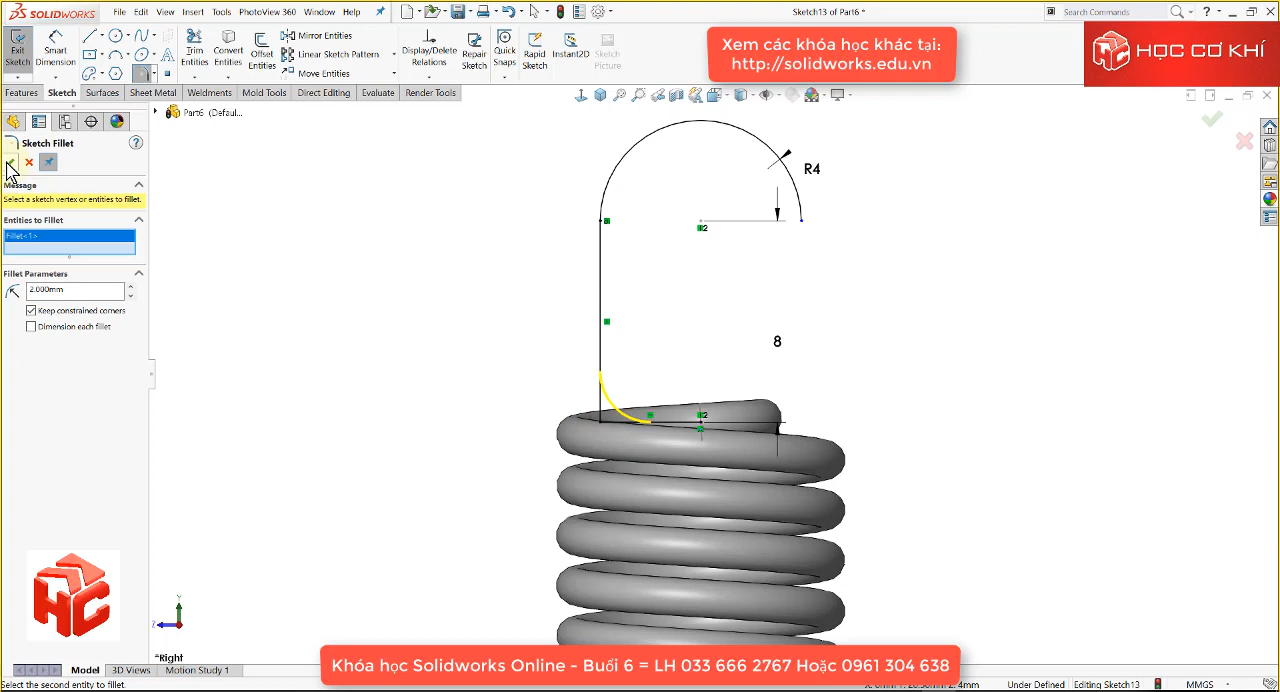 SOLIDWORKS
File Edit View Insert Tools PhotoView 360 Window Help
Sketch13 of Part6 *
Search Commands
Exit Sketch
Smart Dimension
Trim Entities
Convert Entities
Offset Entities
Mirror Entities
Linear Sketch Pattern
Move Entities
Display/Delete Relations
Repair Sketch
Quick Snaps
Rapid Sketch
Instant2D
Sketch Picture
Xem các khóa học khác tại:
http://solidworks.edu.vn
HỌC CƠ KHÍ
Features Sketch Surfaces Sheet Metal Weldments Mold Tools Direct Editing Evaluate Render Tools
Part6 (Defaul...
Sketch Fillet
Message
Select a sketch vertex or entities to fillet.
Entities to Fillet
Fillet<1>
Fillet Parameters
2.000mm
Keep constrained corners
Dimension each fillet
R4
2
8
2
Y
Z
*Right
HC
Khóa học Solidworks Online - Buổi 6 = LH 033 666 2767 Hoặc 0961 304 638
Model 3D Views Motion Study 1
Select the second entity to fillet.
Under Defined Editing Sketch13 MMGS